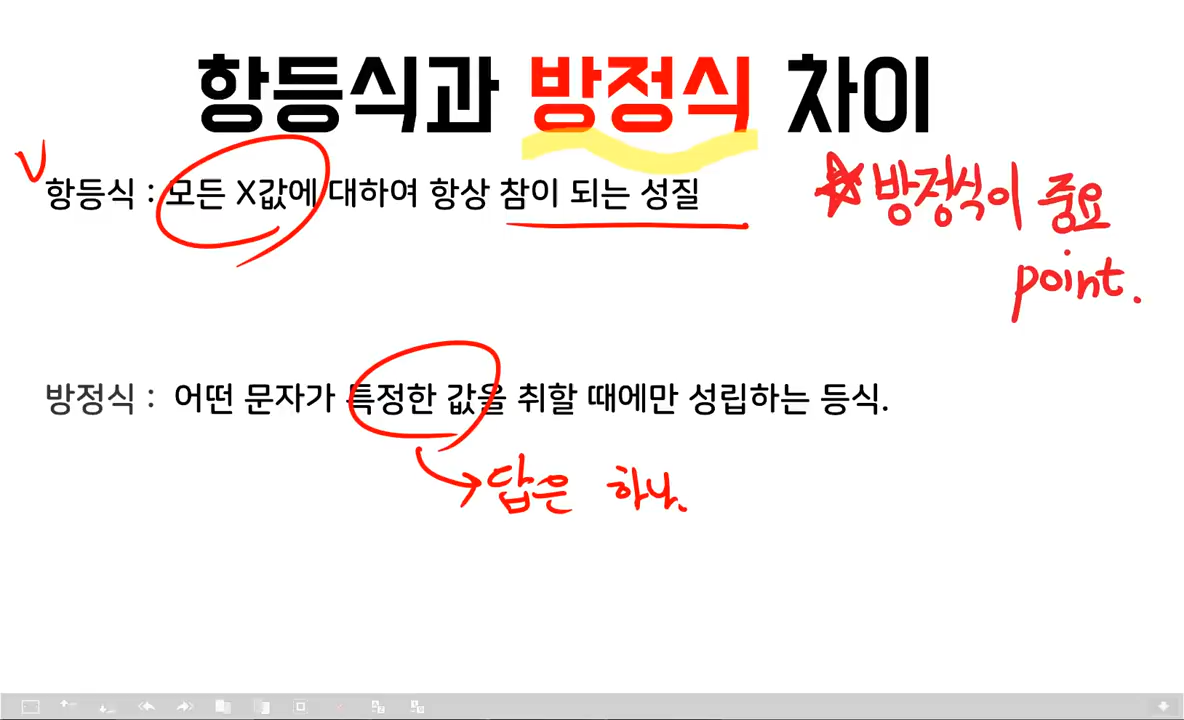 항등식과 방정식 차이
항등식 : 모든 X값에 대하여 항상 참이 되는 성질
방정식이 중요
point.
방정식 : 어떤 문자가 특정한 값을 취할 때에만 성립하는 등식.
답은 하나.